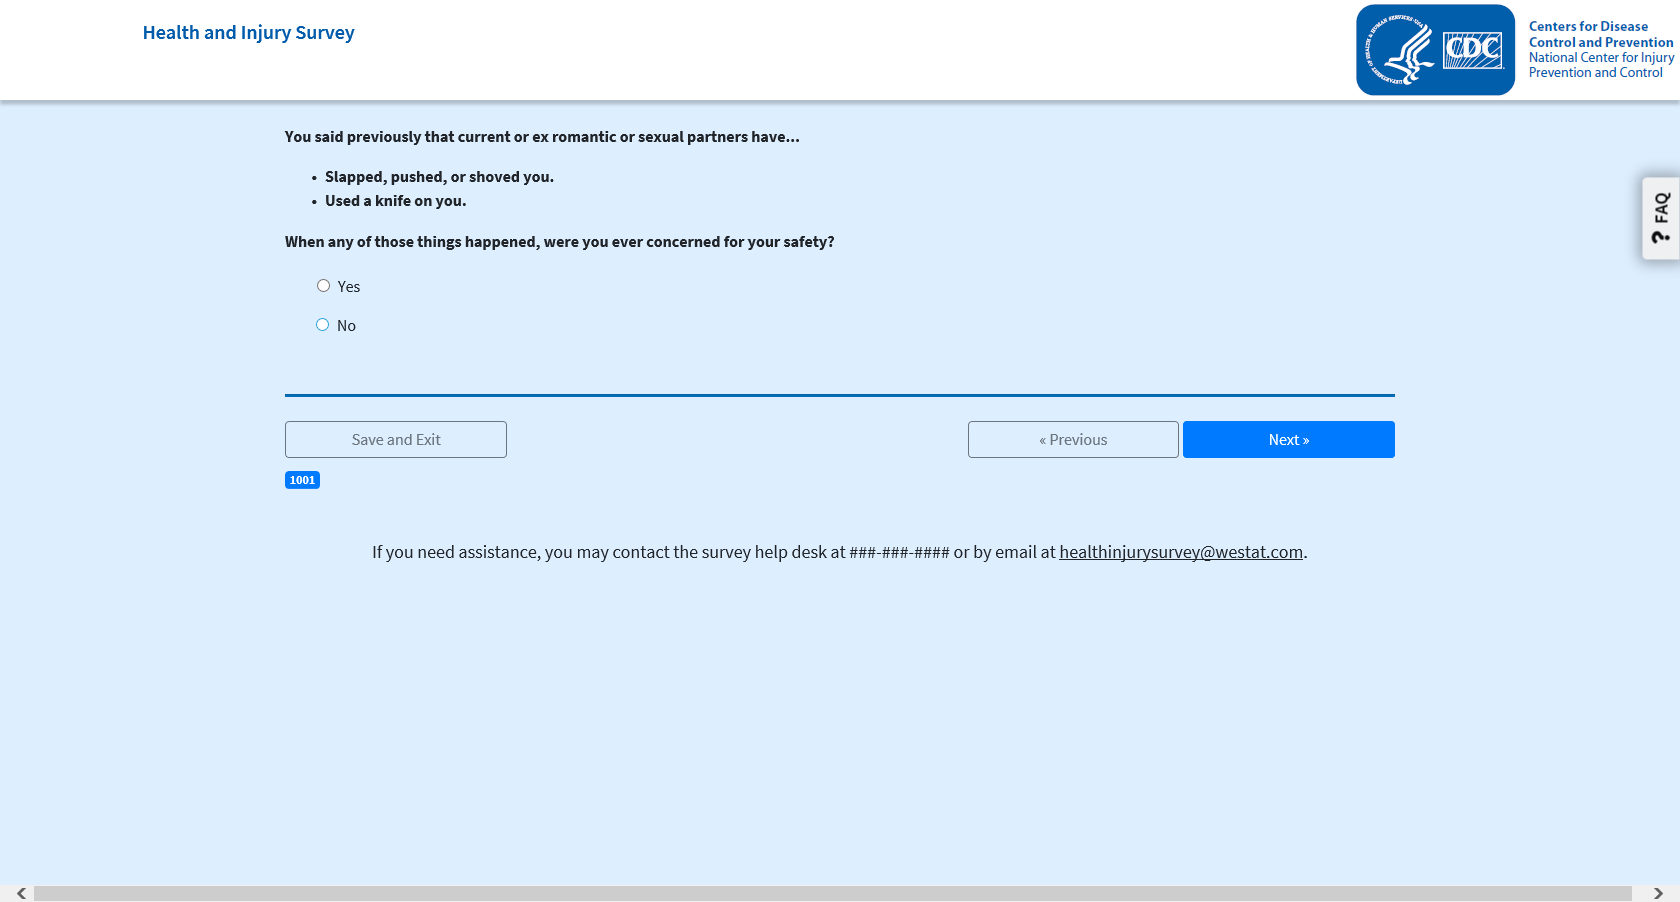 Health and Injury Survey
CDC
Centers for Disease
Control and Prevention
National Center for Injury
Prevention and Control
You said previously that current or ex romantic or sexual partners have...
• Slapped, pushed, or shoved you.
• Used a knife on you.
When any of those things happened, were you ever concerned for your safety?
Yes
No
? FAQ
Save and Exit
« Previous
Next »
1001
If you need assistance, you may contact the survey help desk at ###-###-#### or by email at healthinjurysurvey@westat.com.